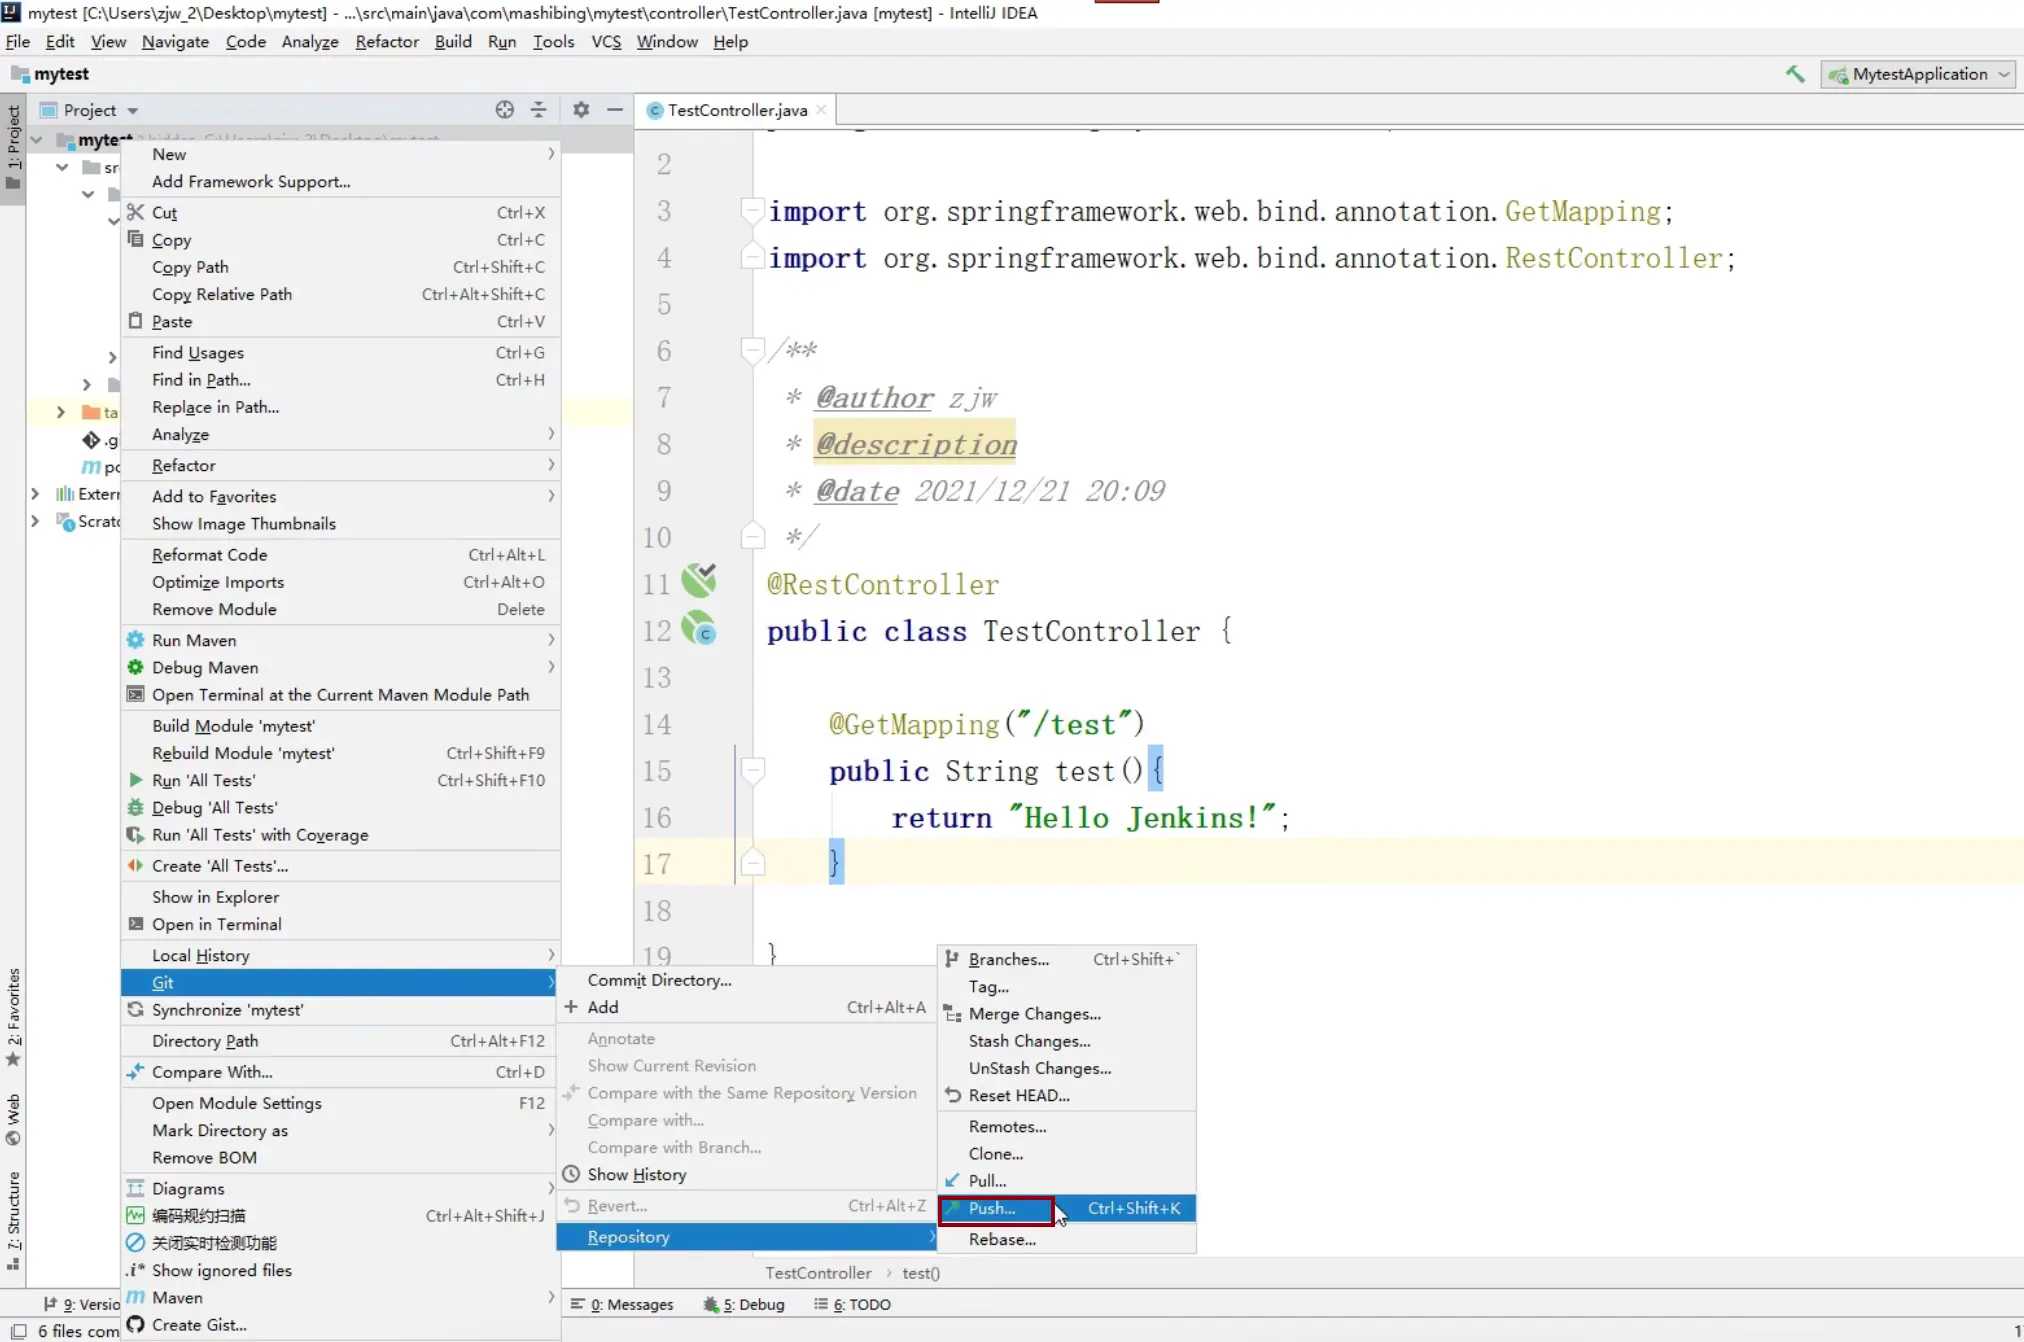 mytest [C:\Users\zjw_2\Desktop\mytest] - ...\src\main\java\com\mashibing\mytest\controller\TestController.java [mytest] - IntelliJ IDEA
File Edit View Navigate Code Analyze Refactor Build Run Tools VCS Window Help
mytest
MytestApplication
1: Project
2: Favorites
Web
7: Structure
Project
mytest
ta
.g
po
Extern
Scratc
New
Add Framework Support...
Cut Ctrl+X
Copy Ctrl+C
Copy Path Ctrl+Shift+C
Copy Relative Path Ctrl+Alt+Shift+C
Paste Ctrl+V
Find Usages Ctrl+G
Find in Path... Ctrl+H
Replace in Path...
Analyze
Refactor
Add to Favorites
Show Image Thumbnails
Reformat Code Ctrl+Alt+L
Optimize Imports Ctrl+Alt+O
Remove Module Delete
Run Maven
Debug Maven
Open Terminal at the Current Maven Module Path
Build Module 'mytest'
Rebuild Module 'mytest' Ctrl+Shift+F9
Run 'All Tests' Ctrl+Shift+F10
Debug 'All Tests'
Run 'All Tests' with Coverage
Create 'All Tests'...
Show in Explorer
Open in Terminal
Local History
Git
Synchronize 'mytest'
Directory Path Ctrl+Alt+F12
Compare With... Ctrl+D
Open Module Settings F12
Mark Directory as
Remove BOM
Diagrams
编码规约扫描 Ctrl+Alt+Shift+J
关闭实时检测功能
.i* Show ignored files
Maven
Create Gist...
Commit Directory...
Add Ctrl+Alt+A
Annotate
Show Current Revision
Compare with the Same Repository Version
Compare with...
Compare with Branch...
Show History
Revert... Ctrl+Alt+Z
Repository
Branches... Ctrl+Shift+`
Tag...
Merge Changes...
Stash Changes...
UnStash Changes...
Reset HEAD...
Remotes...
Clone...
Pull...
Push... Ctrl+Shift+K
Rebase...
TestController.java
2
3 import org.springframework.web.bind.annotation.GetMapping;
4 import org.springframework.web.bind.annotation.RestController;
5
6 /**
7 * @author zjw
8 * @description
9 * @date 2021/12/21 20:09
10 */
11 @RestController
12 public class TestController {
13
14 @GetMapping("/test")
15 public String test(){
16 return "Hello Jenkins!";
17 }
18
19 }
TestController › test()
9: Versio 0: Messages 5: Debug 6: TODO
6 files com